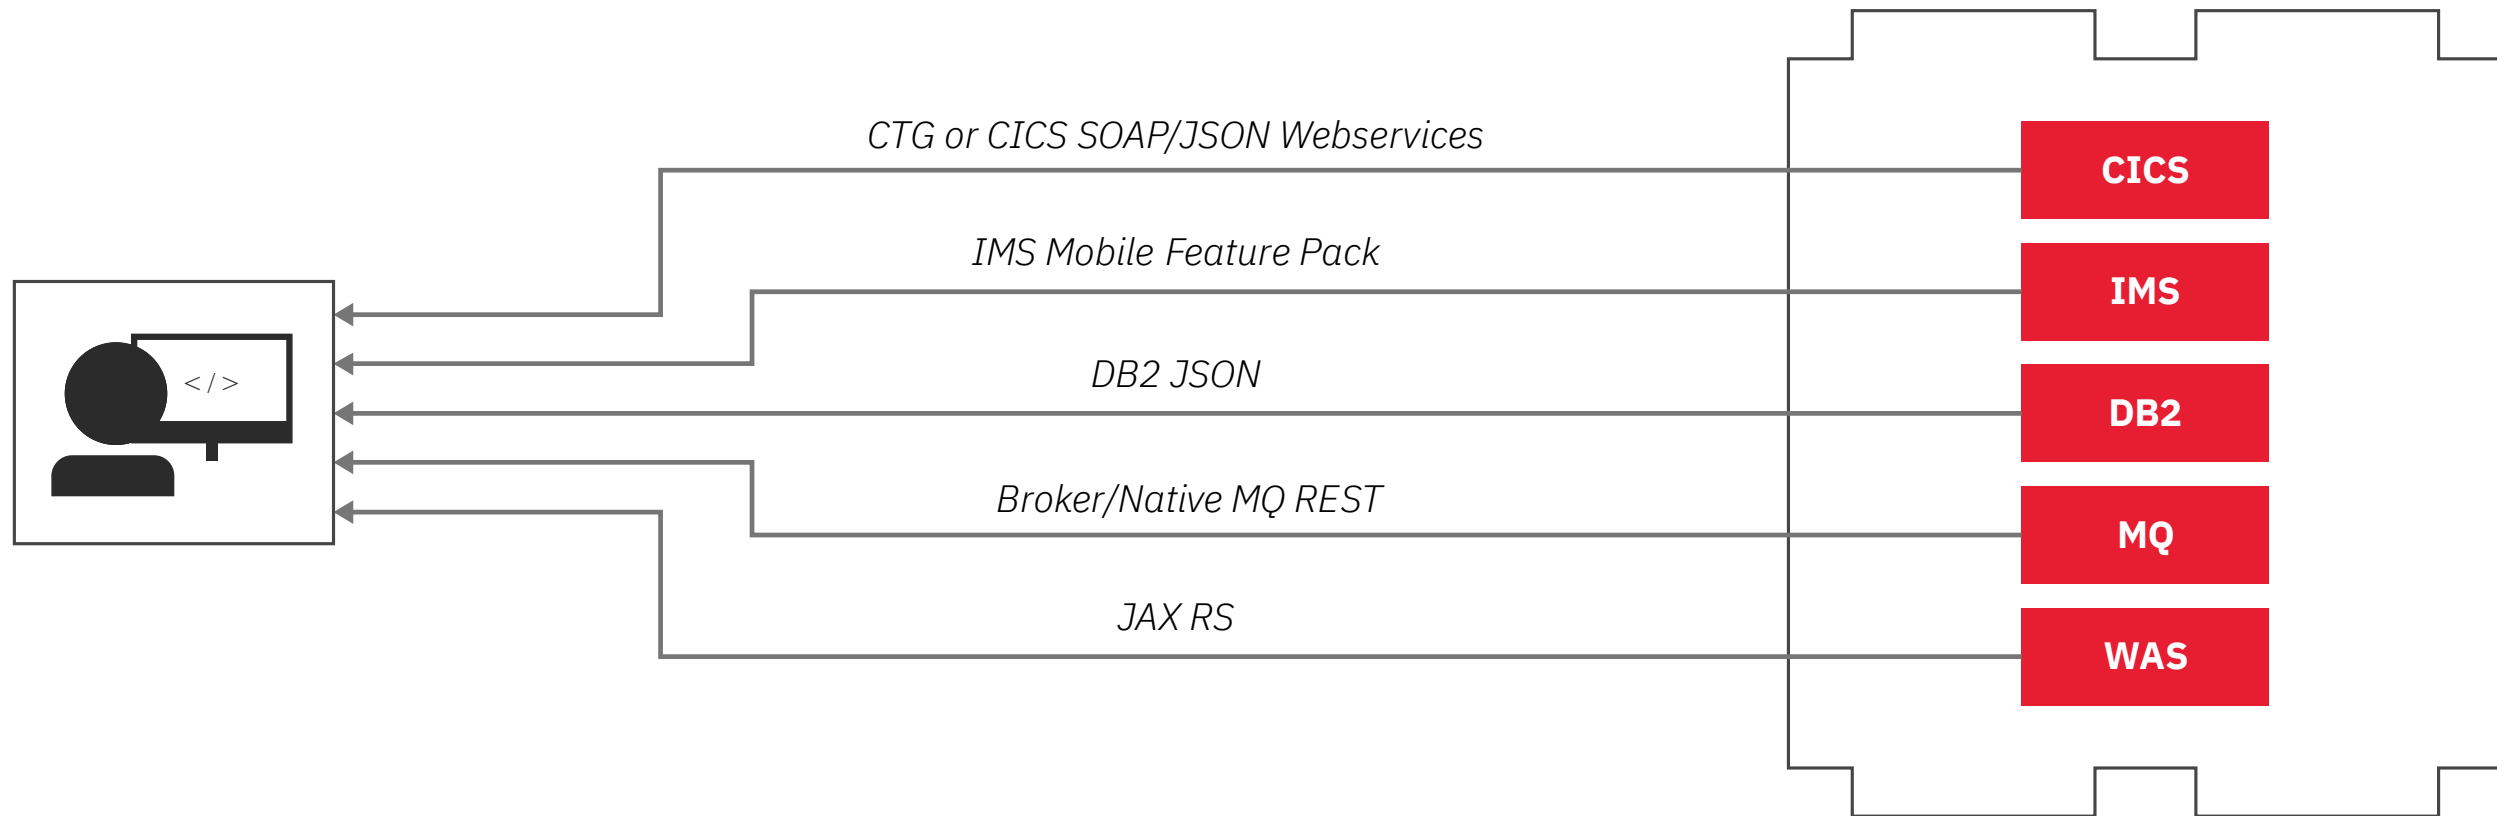 CTG or CICS SOAP/JSON Webservices
CICS
IMS Mobile Feature Pack
IMS
DB2 JSON
</>
DB2
Broker/Native MQ REST
MQ
JAX RS
WAS